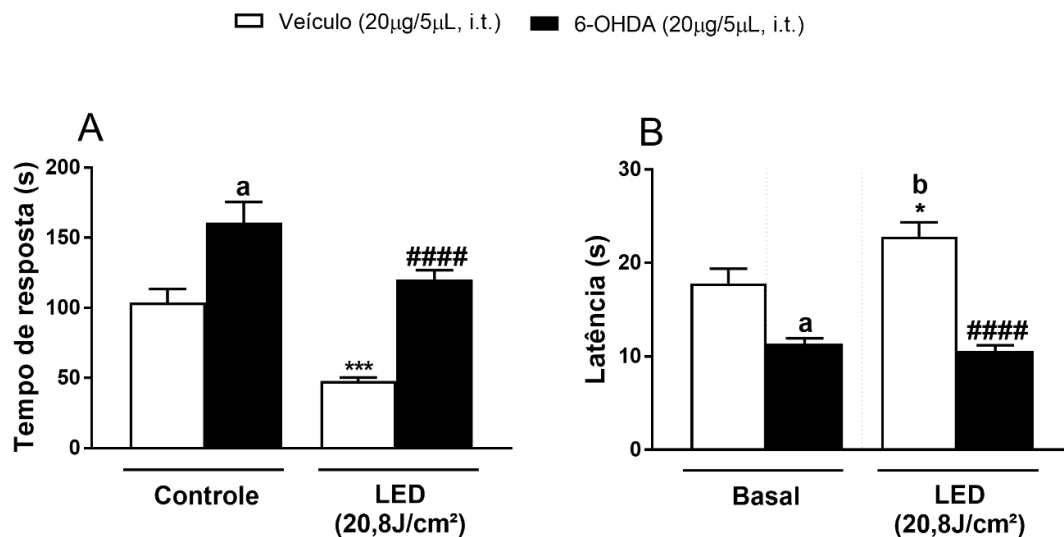 Veículo (20μg/5μL, i.t.) 6-OHDA (20μg/5μL, i.t.)
A
Tempo de resposta (s)
200
150
100
50
0
a
***
####
Controle
LED
(20,8J/cm²)
B
Latência (s)
30
20
10
0
a
b
*
####
Basal
LED
(20,8J/cm²)